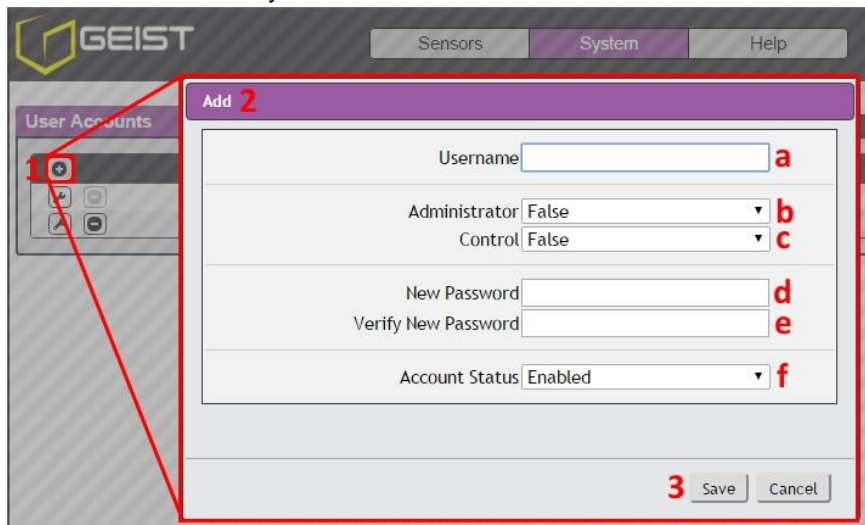 GEIST
Sensors System Help
Add 2
User Accounts
1
Username a
Administrator False b
Control False c
New Password d
Verify New Password e
Account Status Enabled f
3 Save Cancel